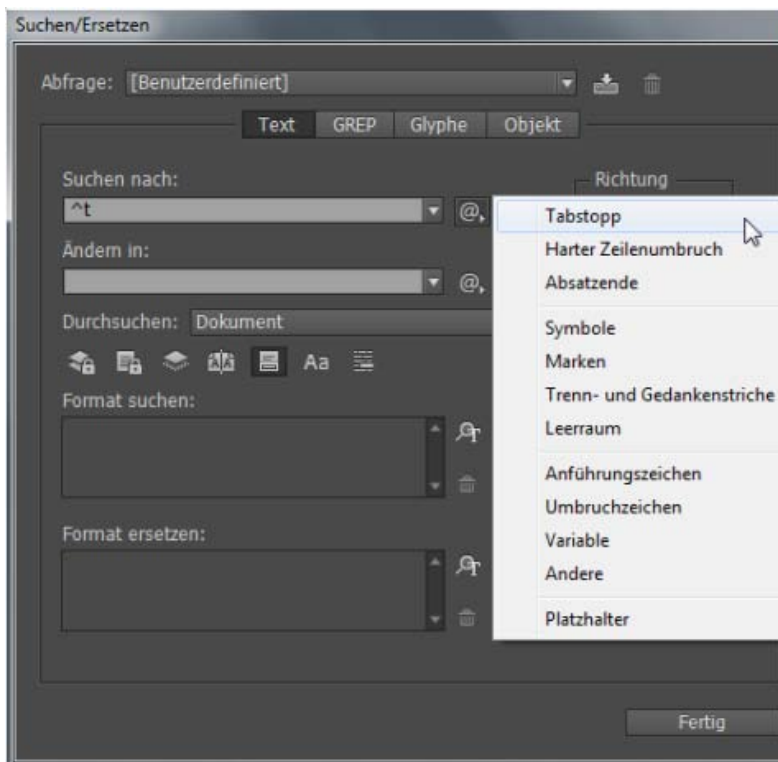 Suchen/Ersetzen
Abfrage: [Benutzerdefiniert]
Text GREP Glyphe Objekt
Suchen nach:
^t
@
Richtung
Ändern in:
@
Durchsuchen: Dokument
Aa
Format suchen:
Format ersetzen:
Tabstopp
Harter Zeilenumbruch
Absatzende
Symbole
Marken
Trenn- und Gedankenstriche
Leerraum
Anführungszeichen
Umbruchzeichen
Variable
Andere
Platzhalter
Fertig